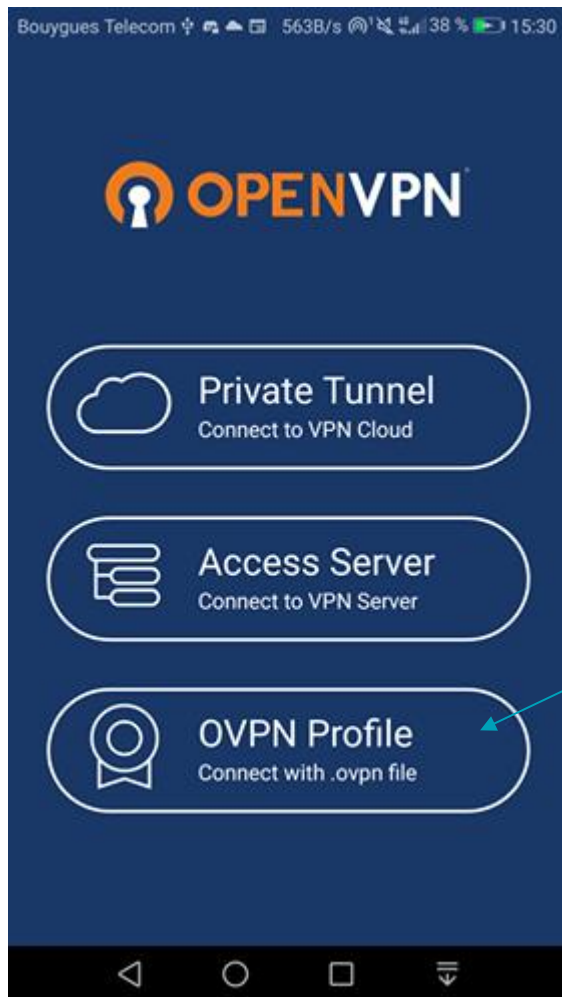 Bouygues Telecom 563B/s 1 38 % 15:30
OPENVPN
Private Tunnel
Connect to VPN Cloud
Access Server
Connect to VPN Server
OVPN Profile
Connect with .ovpn file